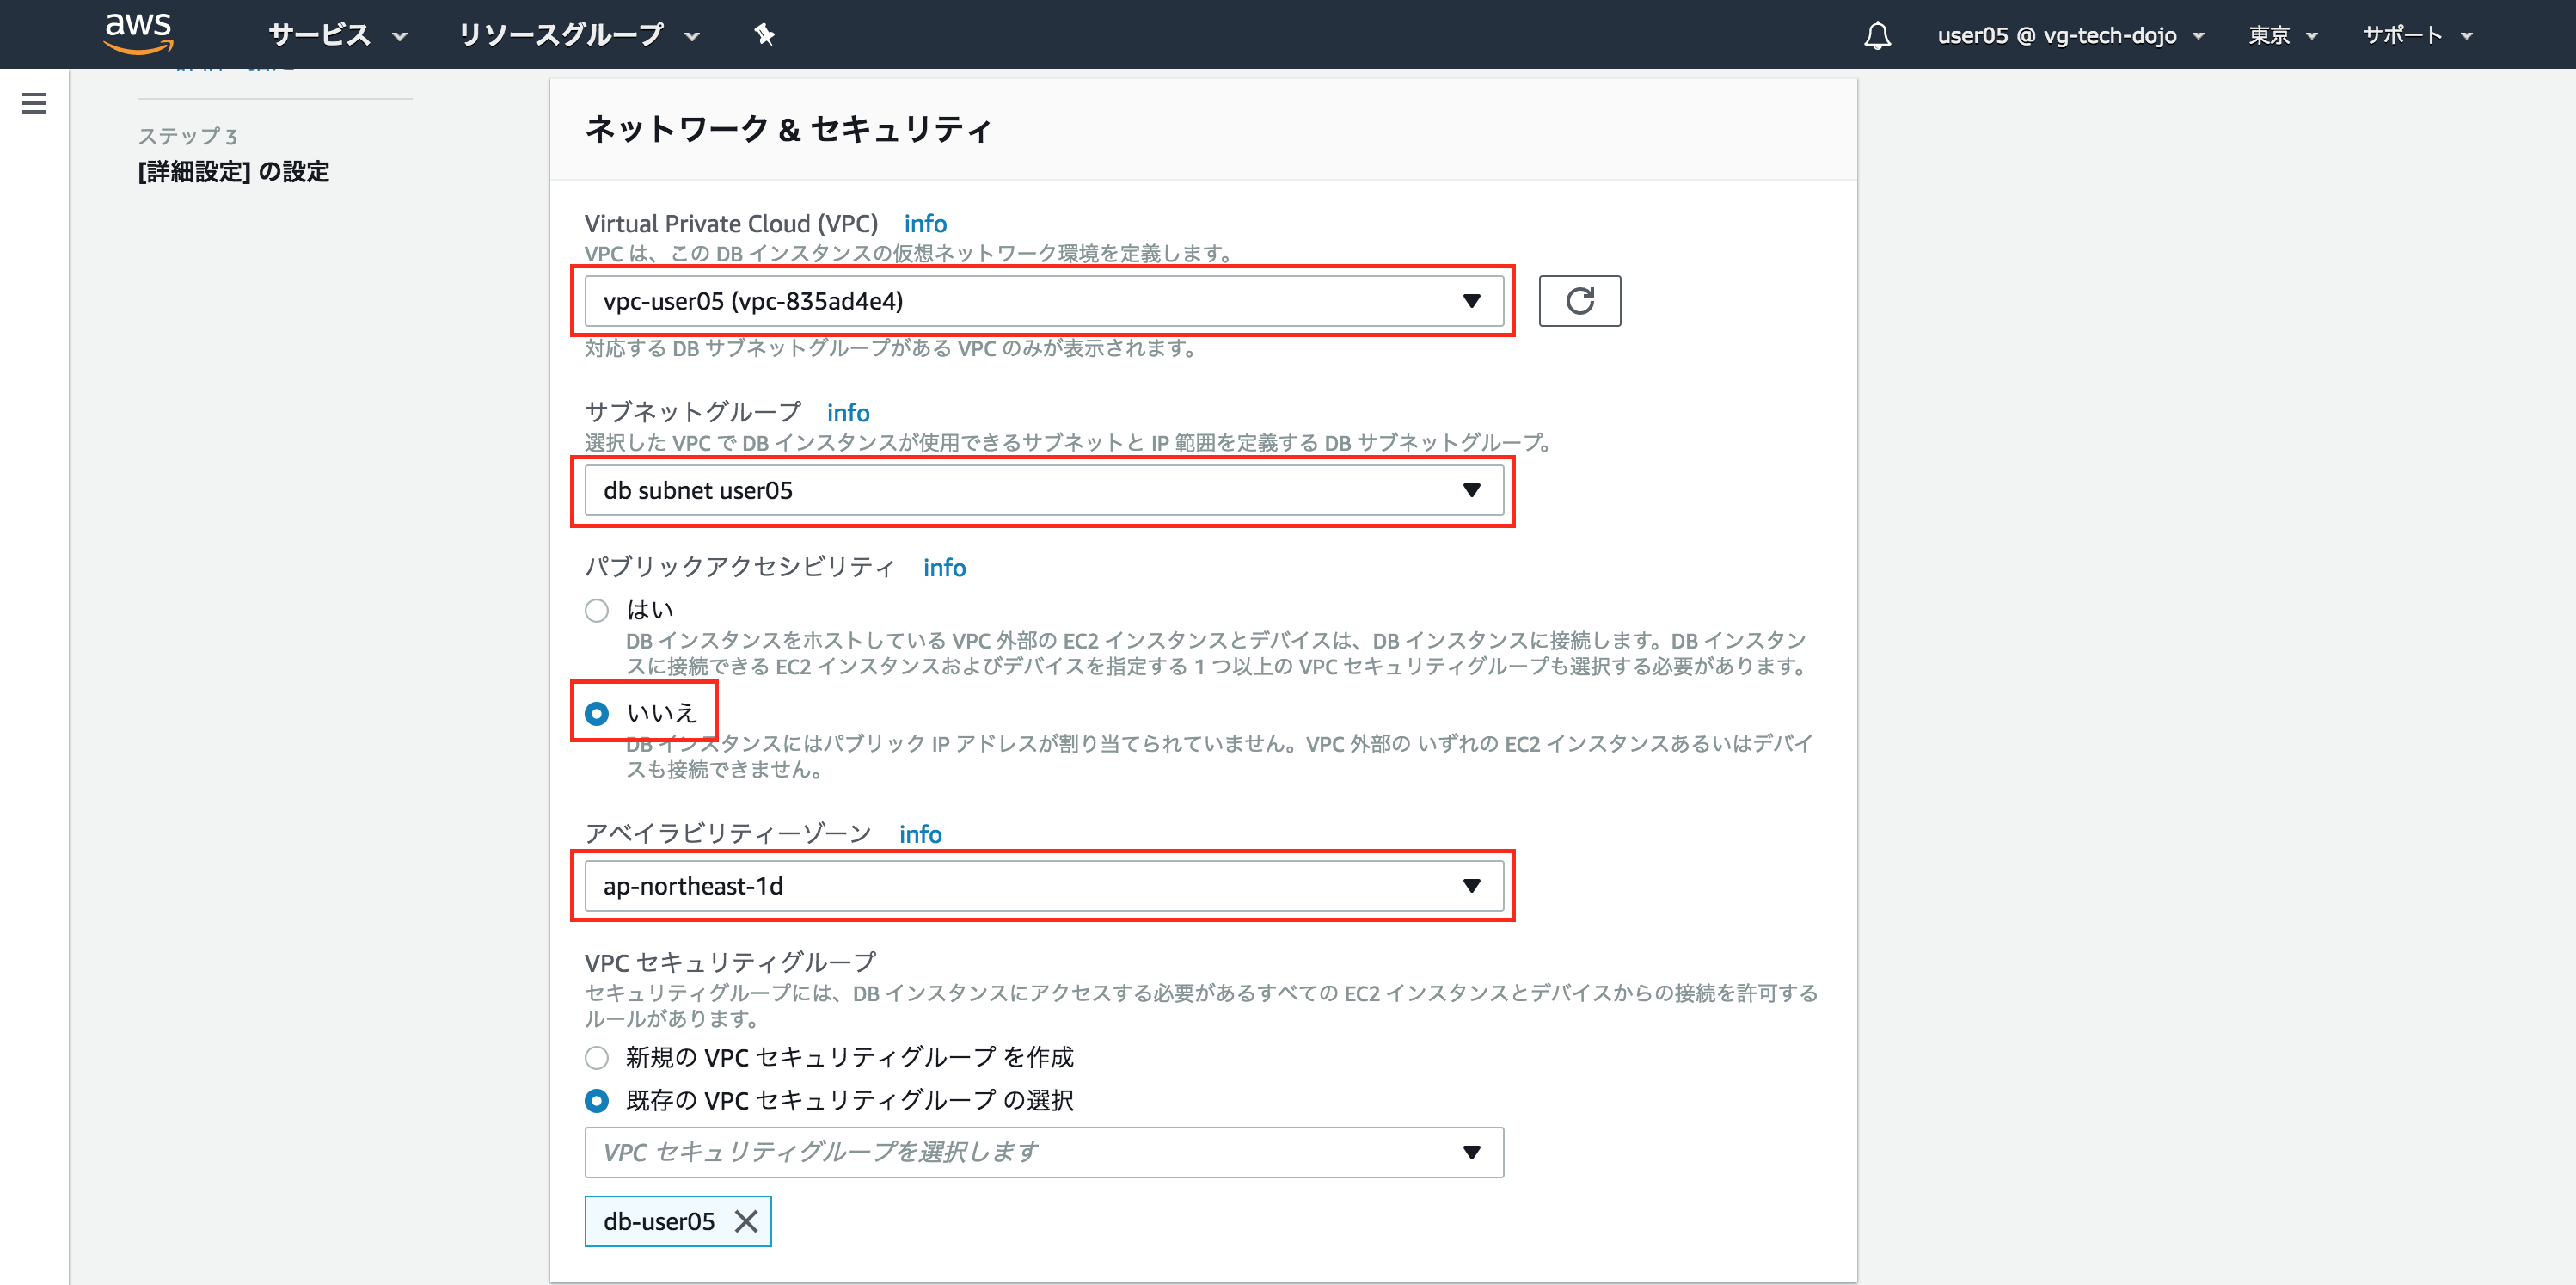 aws サービス リソースグループ user05 @ vg-tech-dojo 東京 サポート
ステップ 3
[詳細設定] の設定
ネットワーク & セキュリティ
Virtual Private Cloud (VPC) info
VPC は、この DB インスタンスの仮想ネットワーク環境を定義します。
vpc-user05 (vpc-835ad4e4)
対応する DB サブネットグループがある VPC のみが表示されます。
サブネットグループ info
選択した VPC で DB インスタンスが使用できるサブネットと IP 範囲を定義する DB サブネットグループ。
db subnet user05
パブリックアクセシビリティ info
はい
DB インスタンスをホストしている VPC 外部の EC2 インスタンスとデバイスは、DB インスタンスに接続します。DB インスタン
スに接続できる EC2 インスタンスおよびデバイスを指定する 1 つ以上の VPC セキュリティグループも選択する必要があります。
いいえ
DB インスタンスにはパブリック IP アドレスが割り当てられていません。VPC 外部の いずれの EC2 インスタンスあるいはデバイ
スも接続できません。
アベイラビリティーゾーン info
ap-northeast-1d
VPC セキュリティグループ
セキュリティグループには、DB インスタンスにアクセスする必要があるすべての EC2 インスタンスとデバイスからの接続を許可する
ルールがあります。
新規の VPC セキュリティグループ を作成
既存の VPC セキュリティグループ の選択
VPC セキュリティグループを選択します
db-user05